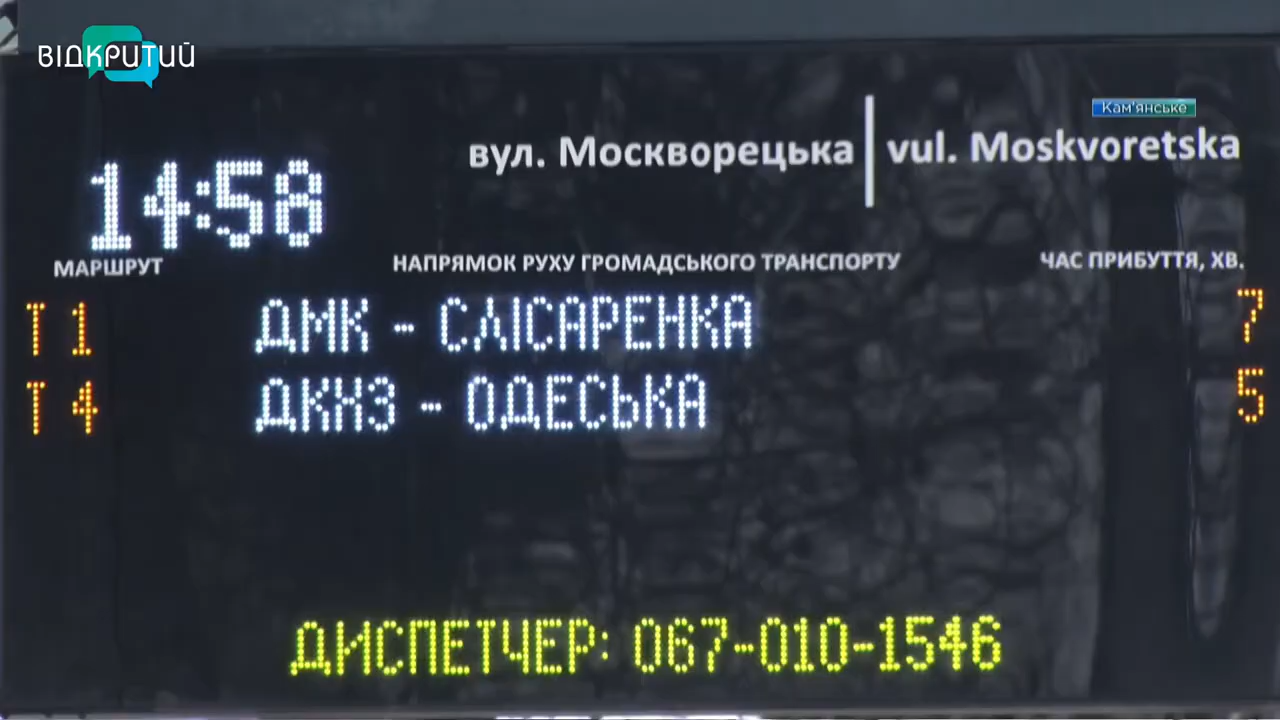 ВІДКРИТИЙ
Кам'янське
вул. Москворецька | vul. Moskvoretska
14:58
МАРШРУТ НАПРЯМОК РУХУ ГРОМАДСЬКОГО ТРАНСПОРТУ ЧАС ПРИБУТТЯ, ХВ.
Т 1 ДМК - СЛІСАРЕНКА 7
Т 4 ДКНЗ - ОДЕСЬКА 5
ДИСПЕТЧЕР: 067-010-1546